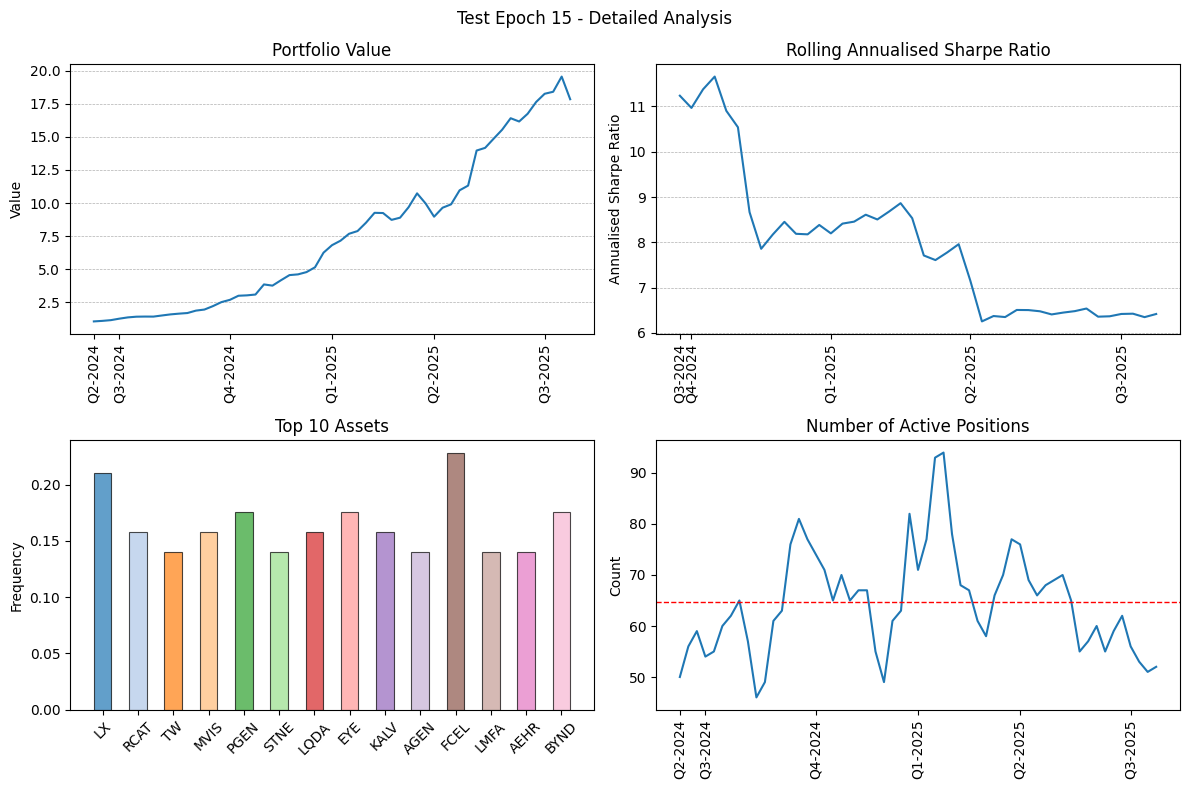 Test Epoch 15 - Detailed Analysis
Portfolio Value
Value
20.0
17.5
15.0
12.5
10.0
7.5
5.0
2.5
Q2-2024
Q3-2024
Q4-2024
Q1-2025
Q2-2025
Q3-2025
Rolling Annualised Sharpe Ratio
Annualised Sharpe Ratio
11
10
9
8
7
6
Q3-2024
Q4-2024
Q1-2025
Q2-2025
Q3-2025
Top 10 Assets
Frequency
0.20
0.15
0.10
0.05
0.00
LX
RCAT
TW
MVIS
PGEN
STNE
LQDA
EYE
KALV
AGEN
FCEL
LMFA
AEHR
BYND
Number of Active Positions
Count
90
80
70
60
50
Q2-2024
Q3-2024
Q4-2024
Q1-2025
Q2-2025
Q3-2025